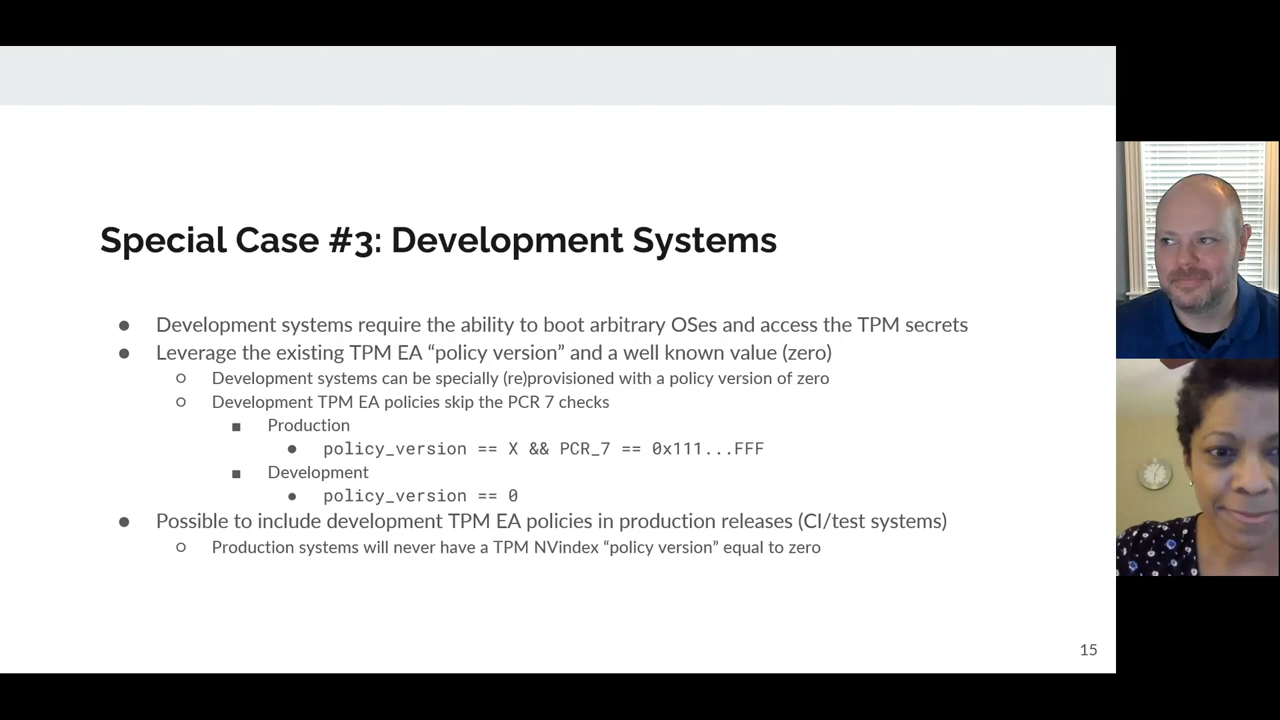 Special Case #3: Development Systems
● Development systems require the ability to boot arbitrary OSes and access the TPM secrets
● Leverage the existing TPM EA “policy version” and a well known value (zero)
○ Development systems can be specially (re)provisioned with a policy version of zero
○ Development TPM EA policies skip the PCR 7 checks
■ Production
● policy_version == X && PCR_7 == 0x111...FFF
■ Development
● policy_version == 0
● Possible to include development TPM EA policies in production releases (CI/test systems)
○ Production systems will never have a TPM NVindex “policy version” equal to zero
15